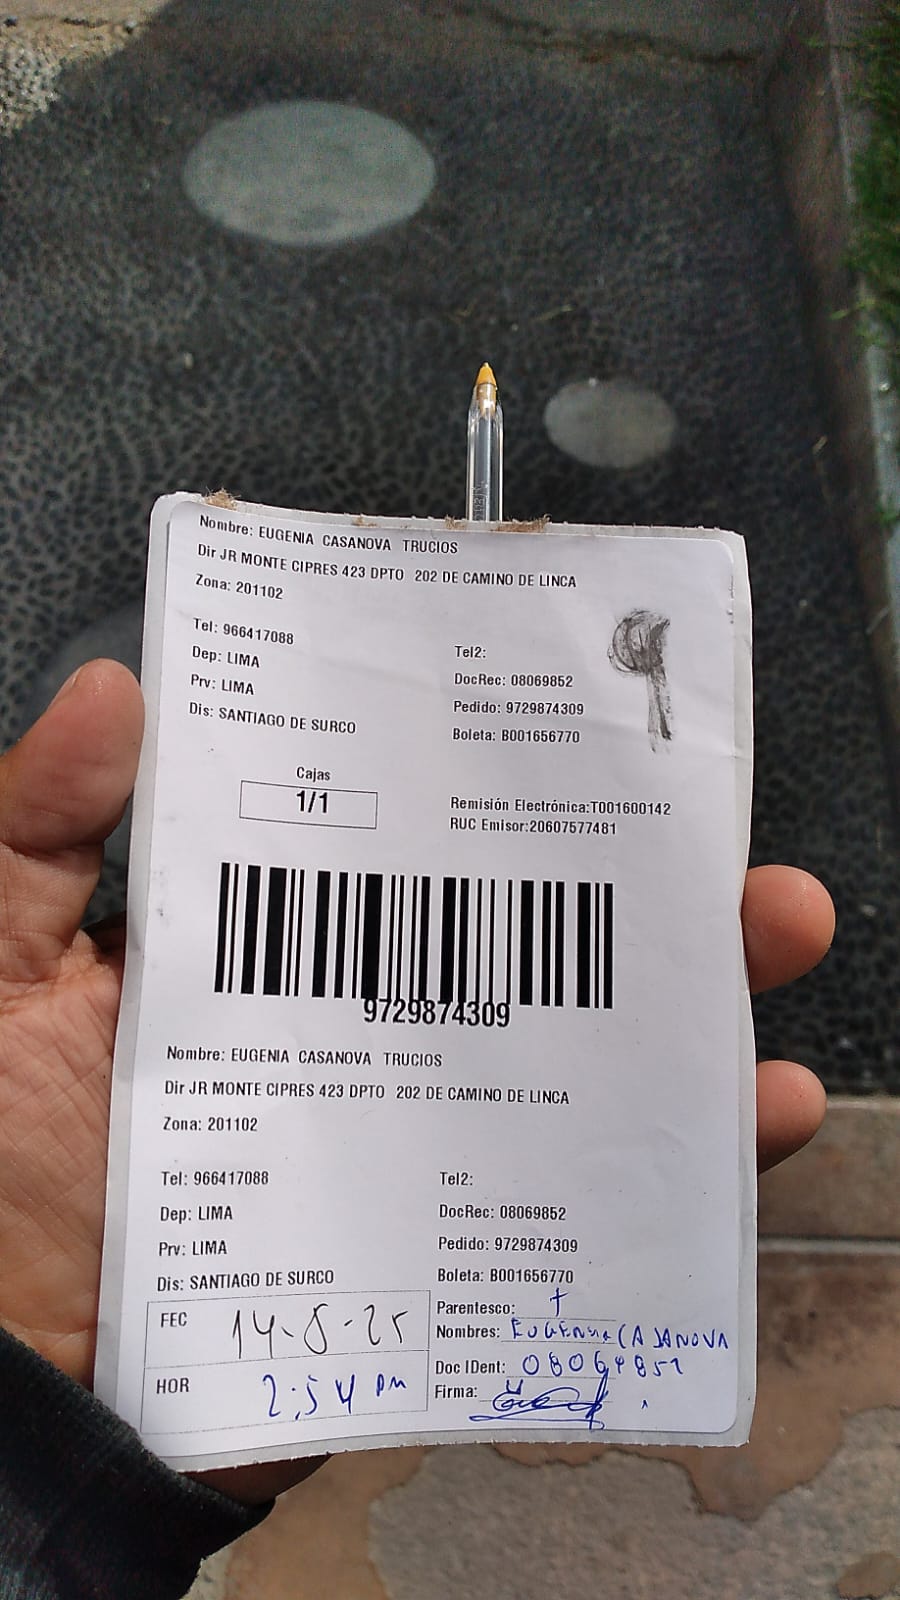 Nombre: EUGENIA CASANOVA TRUCIOS
Dir JR MONTE CIPRES 423 DPTO 202 DE CAMINO DE LINCA
Zona: 201102
Tel: 966417088
Tel2:
Dep: LIMA
DocRec: 08069852
Prv: LIMA
Pedido: 9729874309
Dis: SANTIAGO DE SURCO
Boleta: B001656770
Cajas
1/1
Remisión Electrónica:T001600142
RUC Emisor:20607577481
9729874309
Nombre: EUGENIA CASANOVA TRUCIOS
Dir JR MONTE CIPRES 423 DPTO 202 DE CAMINO DE LINCA
Zona: 201102
Tel: 966417088
Tel2:
Dep: LIMA
DocRec: 08069852
Prv: LIMA
Pedido: 9729874309
Dis: SANTIAGO DE SURCO
Boleta: B001656770
Parentesco:
FEC 14-8-25
Nombres: EUGENIA CASANOVA
Doc IDent:
HOR 2:54 PM
Firma: